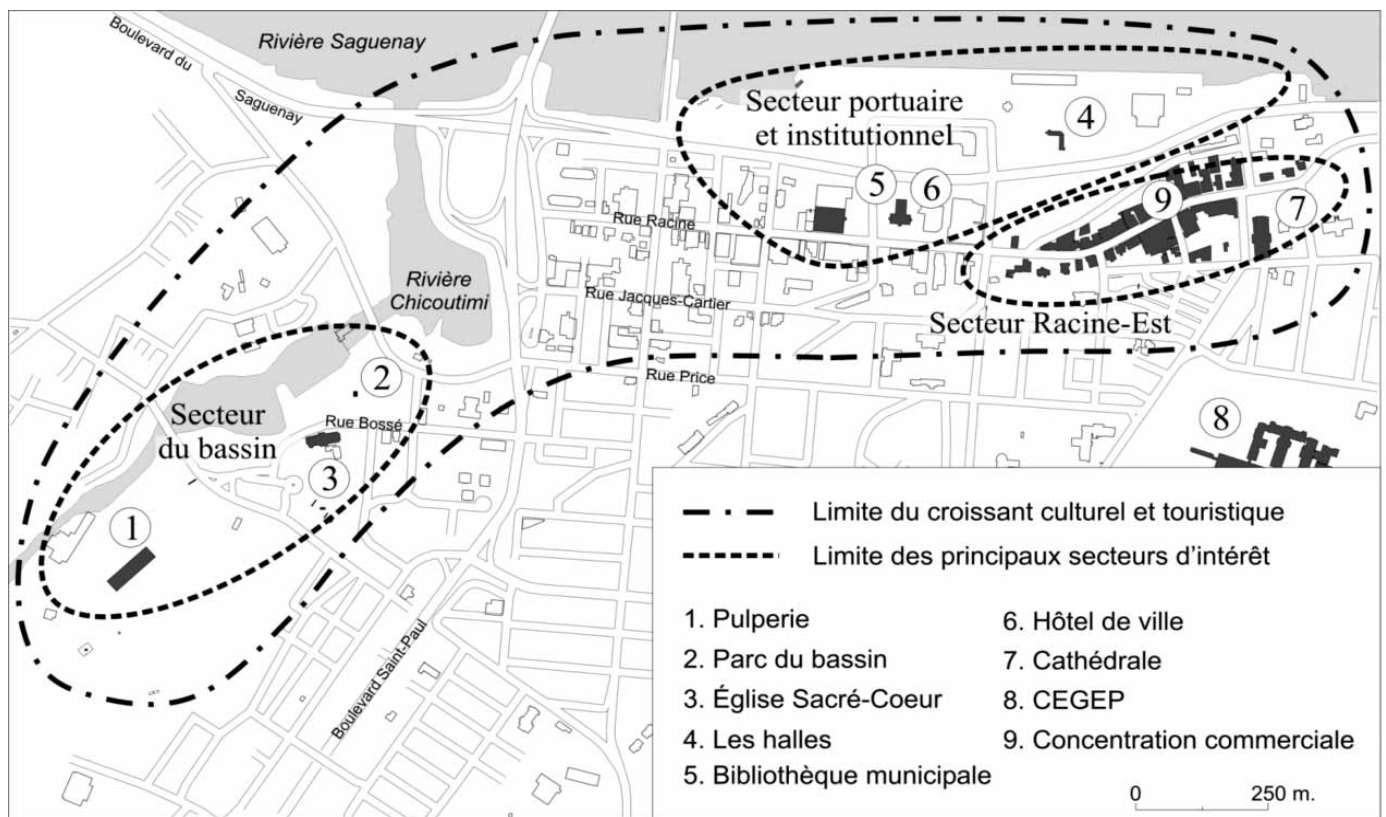 Boulevard du
Saguenay
Rivière Saguenay
Secteur portuaire
et institutionnel
4
5
6
9
7
Rue Racine
Rivière
Chicoutimi
Rue Jacques-Cartier
Secteur Racine-Est
2
Rue Price
Secteur
du bassin
Rue Bossé
8
3
1
Boulevard Saint-Paul
Limite du croissant culturel et touristique
Limite des principaux secteurs d'intérêt
1. Pulperie
2. Parc du bassin
3. Église Sacré-Coeur
4. Les halles
5. Bibliothèque municipale
6. Hôtel de ville
7. Cathédrale
8. CEGEP
9. Concentration commerciale
0 250 m.